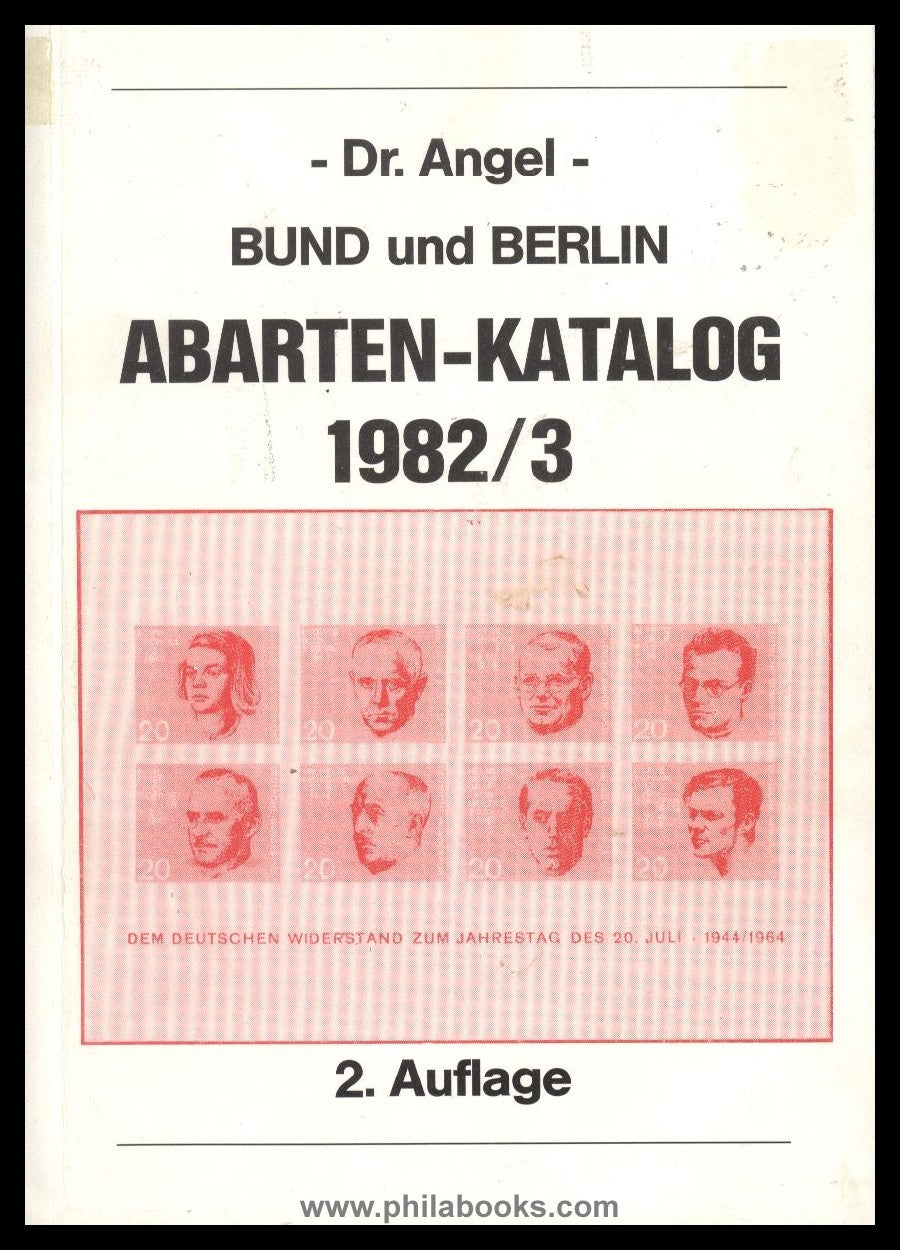 - Dr. Angel -
BUND und BERLIN
ABARTEN-KATALOG
1982/3
20 20 20 20
20 20 20 20
DEM DEUTSCHEN WIDERSTAND ZUM JAHRESTAG DES 20. JULI · 1944/1964
2. Auflage
www.philabooks.com